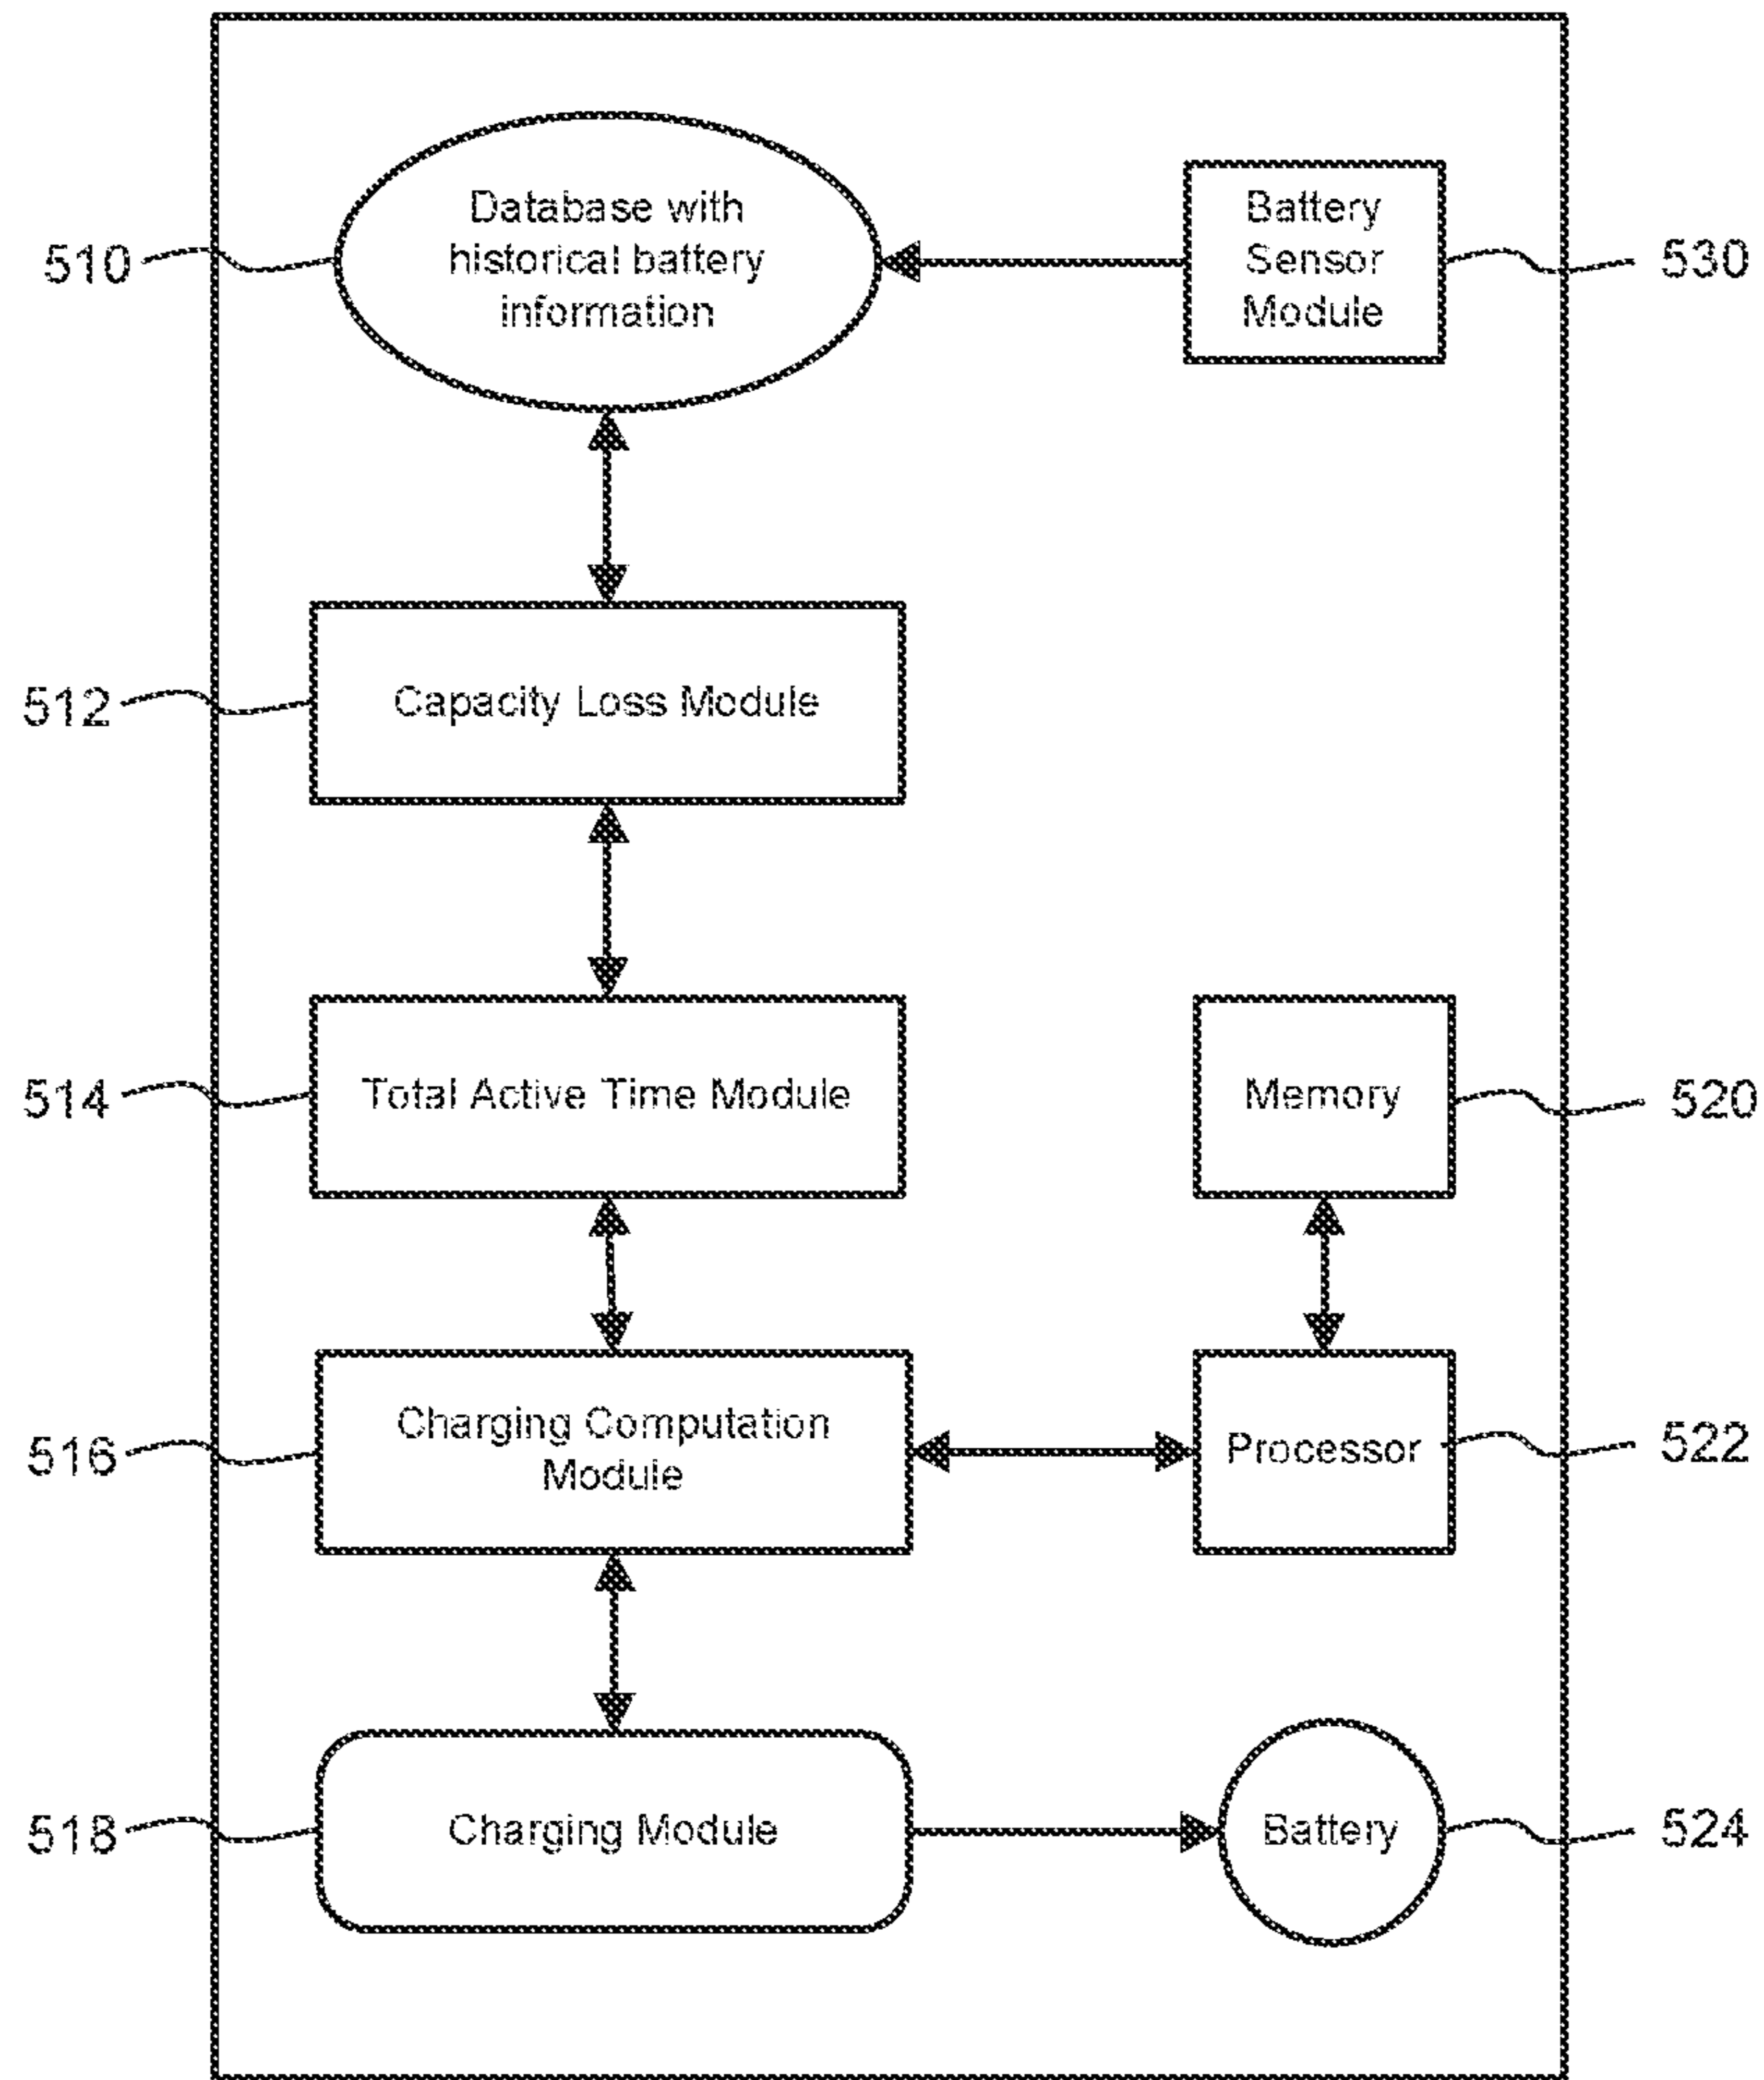 Database with
historical battery
information
510
Battery
Sensor
Module
530
Capacity Loss Module
512
Total Active Time Module
514
Memory
520
Charging Computation
Module
516
Processor
522
Charging Module
518
Battery
524